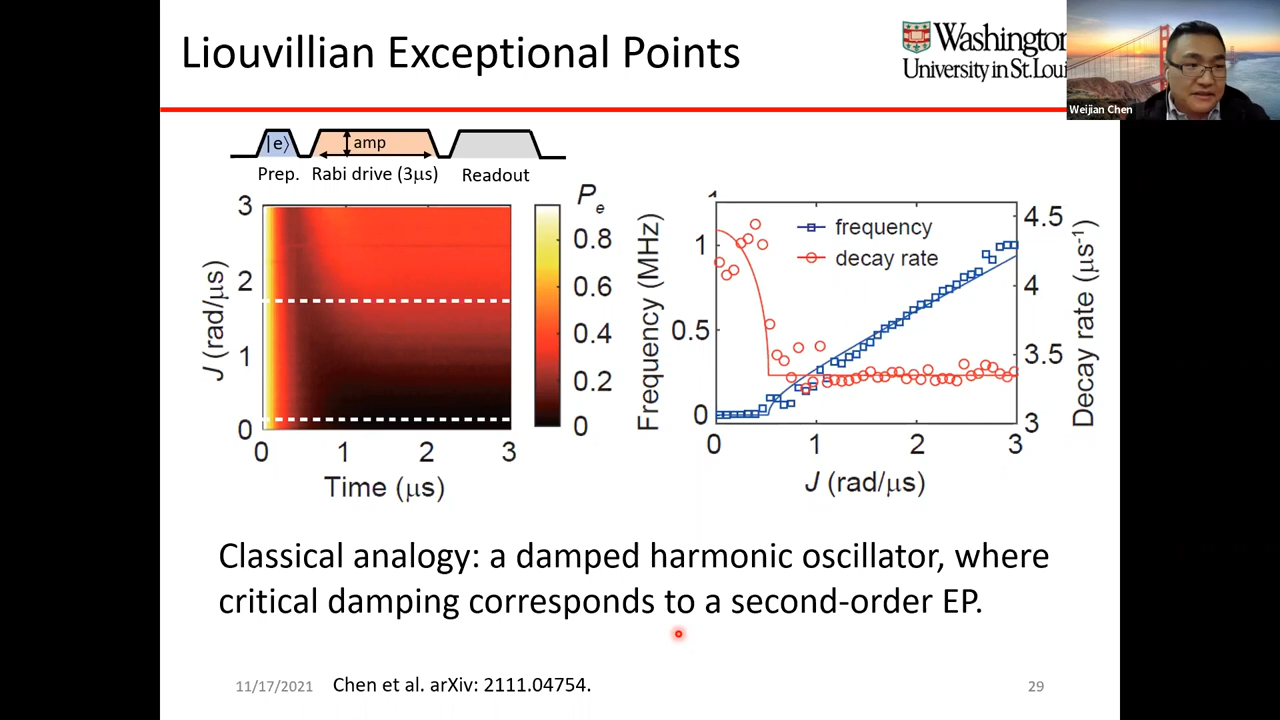 Liouvillian Exceptional Points
Washington
University in St. Loui
Weijian Chen
|e⟩
amp
Prep.
Rabi drive (3μs)
Readout
3
2
1
0
J (rad/μs)
0
1
2
3
Time (μs)
Pe
0.8
0.6
0.4
0.2
0
Frequency (MHz)
1
0.5
0
frequency
decay rate
4.5
4
3.5
3
Decay rate (μs⁻¹)
0
1
2
3
J (rad/μs)
Classical analogy: a damped harmonic oscillator, where
critical damping corresponds to a second-order EP.
11/17/2021
Chen et al. arXiv: 2111.04754.
29